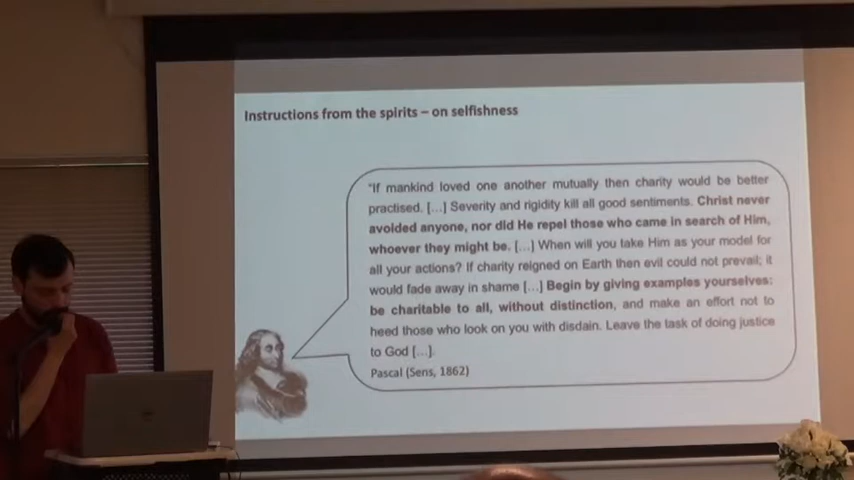 Instructions from the spirits – on selfishness
"If mankind loved one another mutually then charity would be better
practised. [...] Severity and rigidity kill all good sentiments. Christ never
avoided anyone, nor did He repel those who came in search of Him,
whoever they might be. [...] When will you take Him as your model for
all your actions? If charity reigned on Earth then evil could not prevail; it
would fade away in shame [...] Begin by giving examples yourselves;
be charitable to all, without distinction, and make an effort not to
heed those who look on you with disdain. Leave the task of doing justice
to God [...].
Pascal (Sens, 1862)